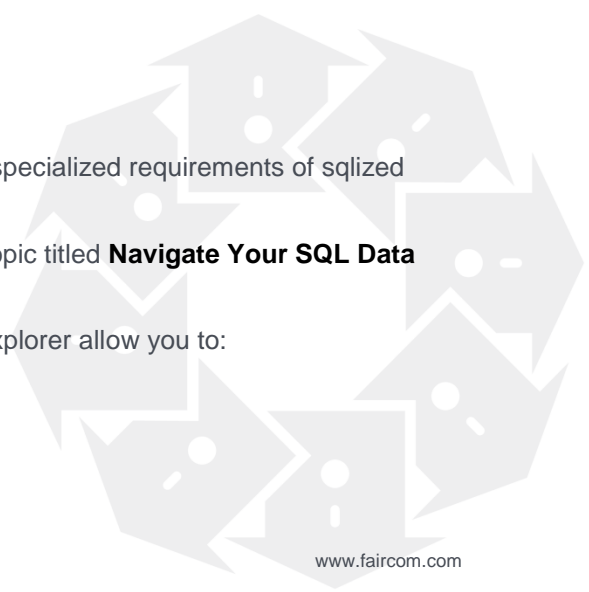 specialized requirements of sqlized
opic titled Navigate Your SQL Data
xplorer allow you to:
www.faircom.com